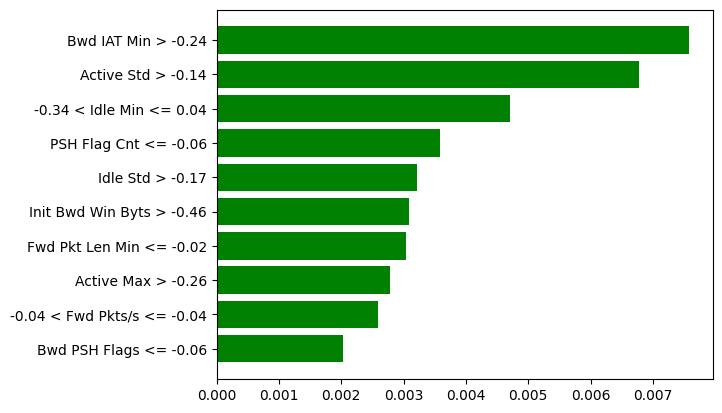 Bwd IAT Min > -0.24
Active Std > -0.14
-0.34 < Idle Min <= 0.04
PSH Flag Cnt <= -0.06
Idle Std > -0.17
Init Bwd Win Byts > -0.46
Fwd Pkt Len Min <= -0.02
Active Max > -0.26
-0.04 < Fwd Pkts/s <= -0.04
Bwd PSH Flags <= -0.06
0.000 0.001 0.002 0.003 0.004 0.005 0.006 0.007